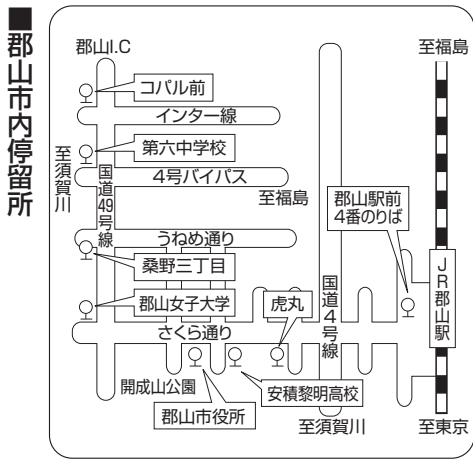 ■郡山市内停留所
郡山I.C
至福島
コパル前
インター線
第六中学校
至須賀川
国道49号線
4号バイパス
至福島
郡山駅前
4番のりば
うねめ通り
桑野三丁目
国道4号線
JR郡山駅
郡山女子大学
虎丸
さくら通り
開成山公園
安積黎明高校
郡山市役所
至須賀川
至東京